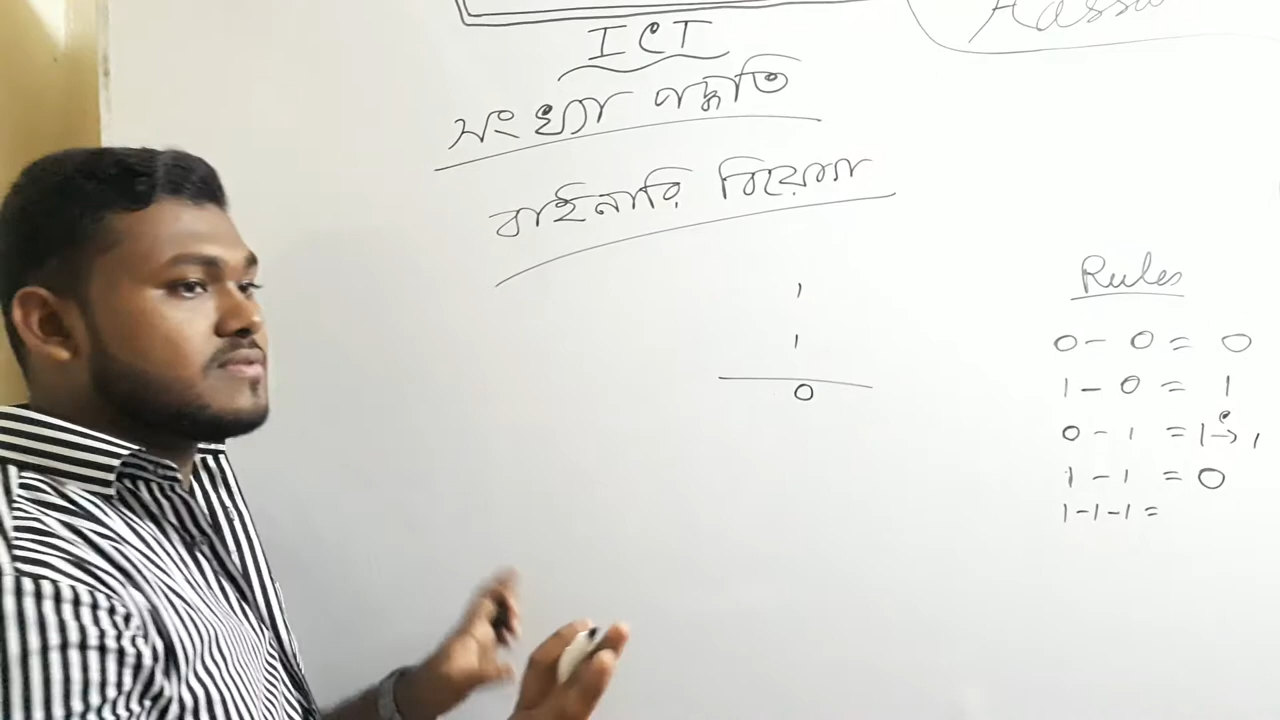 ICT
সংখ্যা পদ্ধতি
বাইনারি বিয়োগ
1
1
0
Rules
0 - 0 = 0
1 - 0 = 1
0 - 1 = 1 → 1
1 - 1 = 0
1-1-1 =